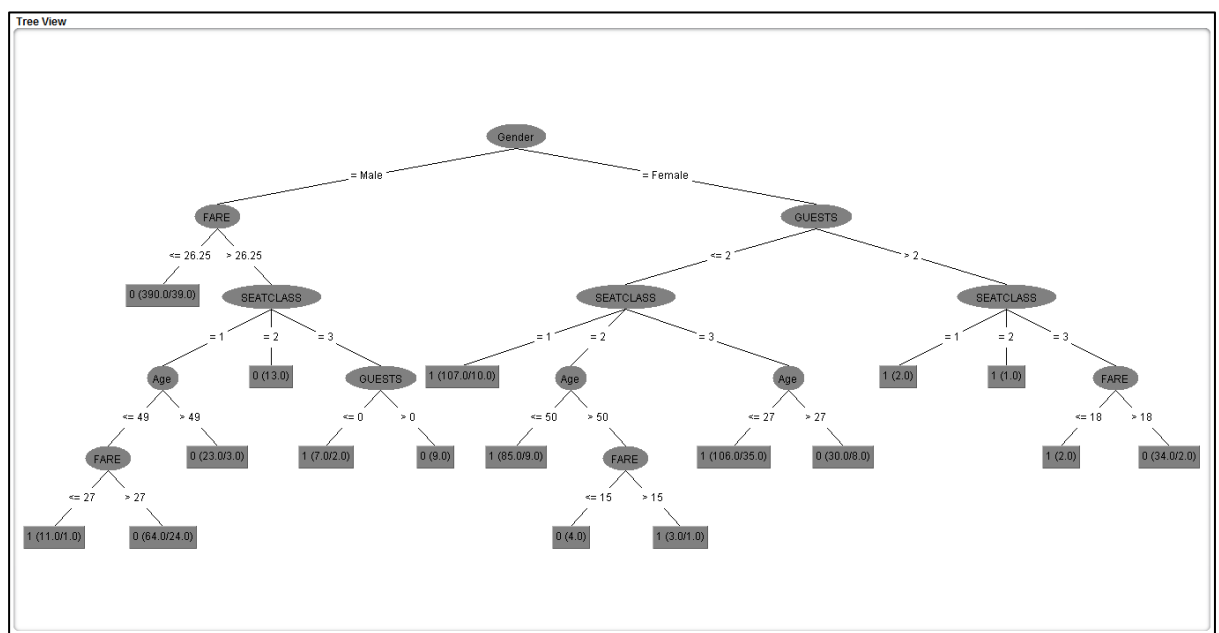 Tree View
Gender
= Male
= Female
FARE
GUESTS
<= 26.25
> 26.25
<= 2
> 2
0 (390.0/39.0)
SEATCLASS
SEATCLASS
SEATCLASS
= 1
= 2
= 3
= 1
= 2
= 3
= 1
= 2
= 3
Age
0 (13.0)
GUESTS
1 (107.0/10.0)
Age
Age
1 (2.0)
1 (1.0)
FARE
<= 49
> 49
<= 0
> 0
<= 50
> 50
<= 27
> 27
<= 18
> 18
FARE
0 (23.0/3.0)
1 (7.0/2.0)
0 (9.0)
1 (85.0/9.0)
FARE
1 (106.0/35.0)
0 (30.0/8.0)
1 (2.0)
0 (34.0/2.0)
<= 27
> 27
<= 15
> 15
1 (11.0/1.0)
0 (64.0/24.0)
0 (4.0)
1 (3.0/1.0)